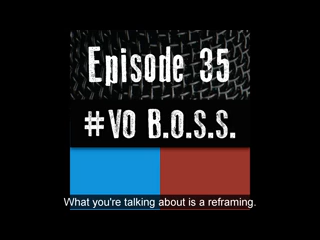 Episode 35
#VO B.O.S.S.
What you're talking about is a reframing.